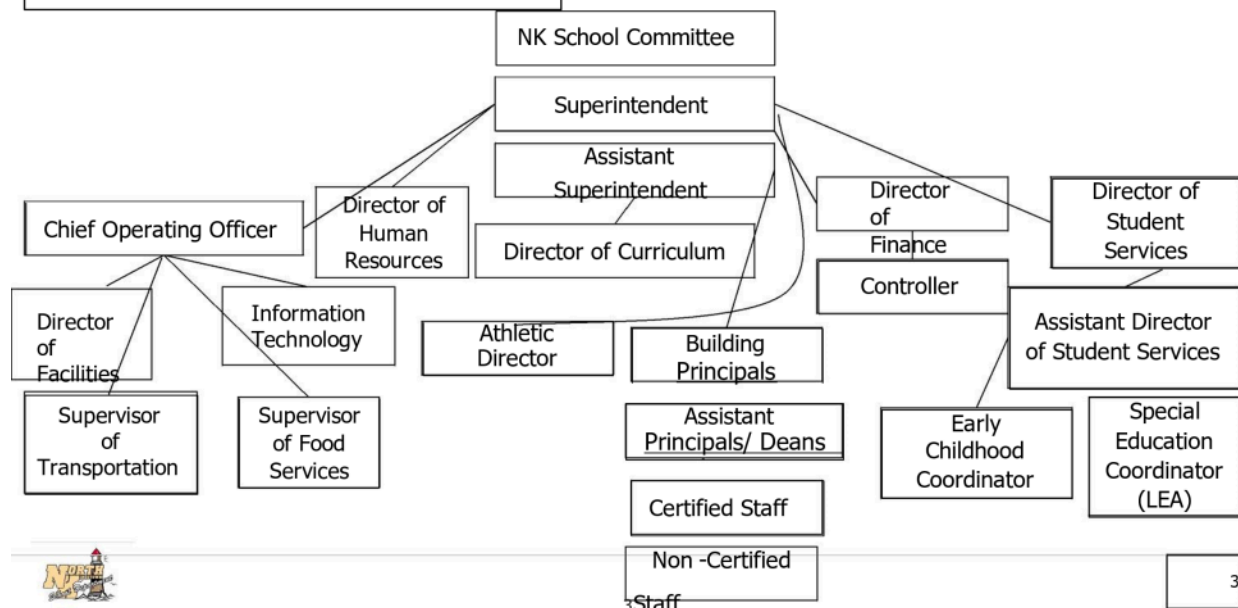 NK School Committee
Superintendent
Assistant
Superintendent
Director of
Human
Resources
Director
of
Finance
Director of
Student
Services
Chief Operating Officer
Director of Curriculum
Controller
Director
of
Facilities
Information
Technology
Athletic
Director
Building
Principals
Assistant Director
of Student Services
Supervisor
of
Transportation
Supervisor
of Food
Services
Assistant
Principals/ Deans
Early
Childhood
Coordinator
Special
Education
Coordinator
(LEA)
Certified Staff
Non -Certified
Staff
NORTH
3
3